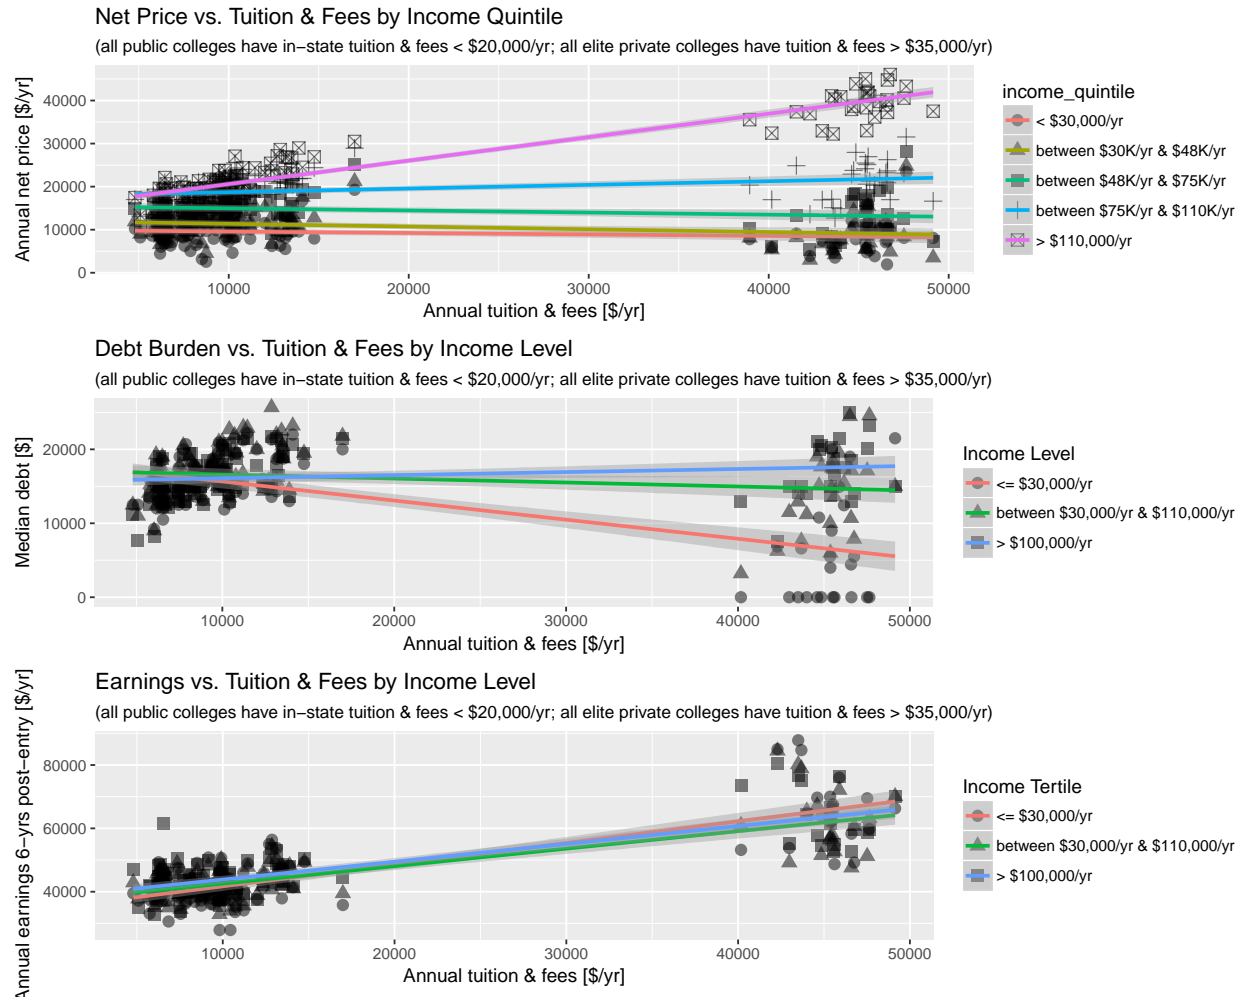 Net Price vs. Tuition & Fees by Income Quintile
(all public colleges have in−state tuition & fees < $20,000/yr; all elite private colleges have tuition & fees > $35,000/yr)
Annual net price [$/yr]
40000
30000
20000
10000
0
10000 20000 30000 40000 50000
Annual tuition & fees [$/yr]
income_quintile
< $30,000/yr
between $30K/yr & $48K/yr
between $48K/yr & $75K/yr
between $75K/yr & $110K/yr
> $110,000/yr
Debt Burden vs. Tuition & Fees by Income Level
(all public colleges have in−state tuition & fees < $20,000/yr; all elite private colleges have tuition & fees > $35,000/yr)
Median debt [$]
20000
10000
0
10000 20000 30000 40000 50000
Annual tuition & fees [$/yr]
Income Level
<= $30,000/yr
between $30,000/yr & $110,000/yr
> $100,000/yr
Earnings vs. Tuition & Fees by Income Level
(all public colleges have in−state tuition & fees < $20,000/yr; all elite private colleges have tuition & fees > $35,000/yr)
Annual earnings 6−yrs post−entry [$/yr]
80000
60000
40000
10000 20000 30000 40000 50000
Annual tuition & fees [$/yr]
Income Tertile
<= $30,000/yr
between $30,000/yr & $110,000/yr
> $100,000/yr